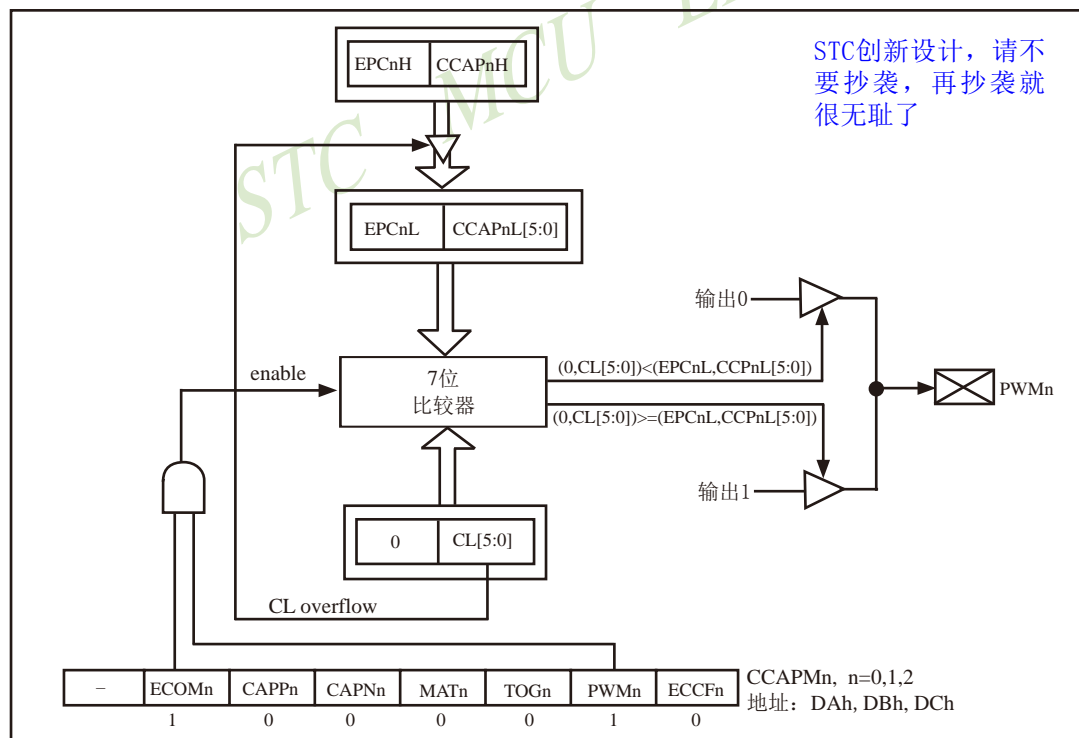 STC MCU
STC创新设计，请不
要抄袭，再抄袭就
很无耻了
EPCnH CCAPnH
EPCnL CCAPnL[5:0]
输出0
enable
7位
比较器
(0,CL[5:0])<(EPCnL,CCPnL[5:0])
PWMn
(0,CL[5:0])>=(EPCnL,CCPnL[5:0])
输出1
0 CL[5:0]
CL overflow
– ECOMn CAPPn CAPNn MATn TOGn PWMn ECCFn
CCAPMn, n=0,1,2
地址：DAh, DBh, DCh
1 0 0 0 0 1 0